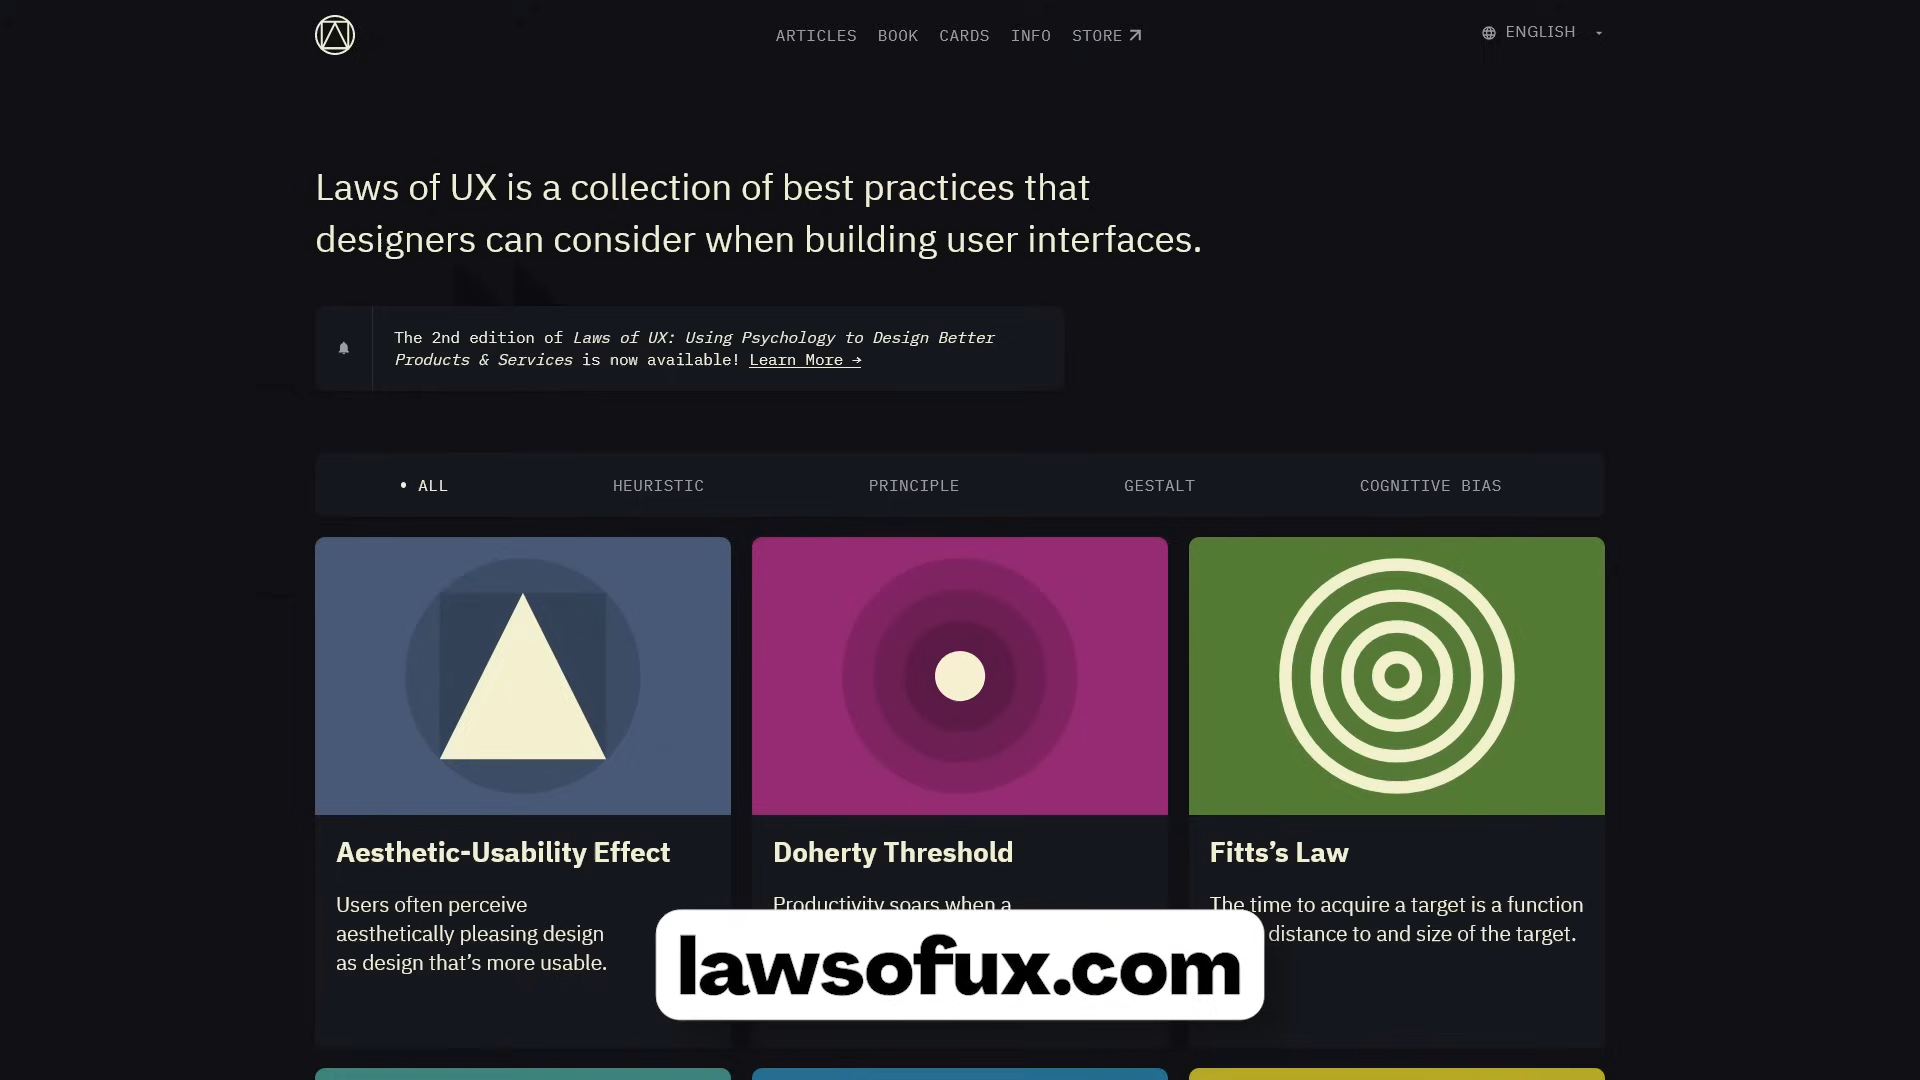 ARTICLES BOOK CARDS INFO STORE
ENGLISH
Laws of UX is a collection of best practices that
designers can consider when building user interfaces.
The 2nd edition of Laws of UX: Using Psychology to Design Better
Products & Services is now available! Learn More →
• ALL HEURISTIC PRINCIPLE GESTALT COGNITIVE BIAS
Aesthetic-Usability Effect
Users often perceive
aesthetically pleasing design
as design that’s more usable.
Doherty Threshold
Productivity soars when a
Fitts’s Law
The time to acquire a target is a function
distance to and size of the target.
lawsofux.com